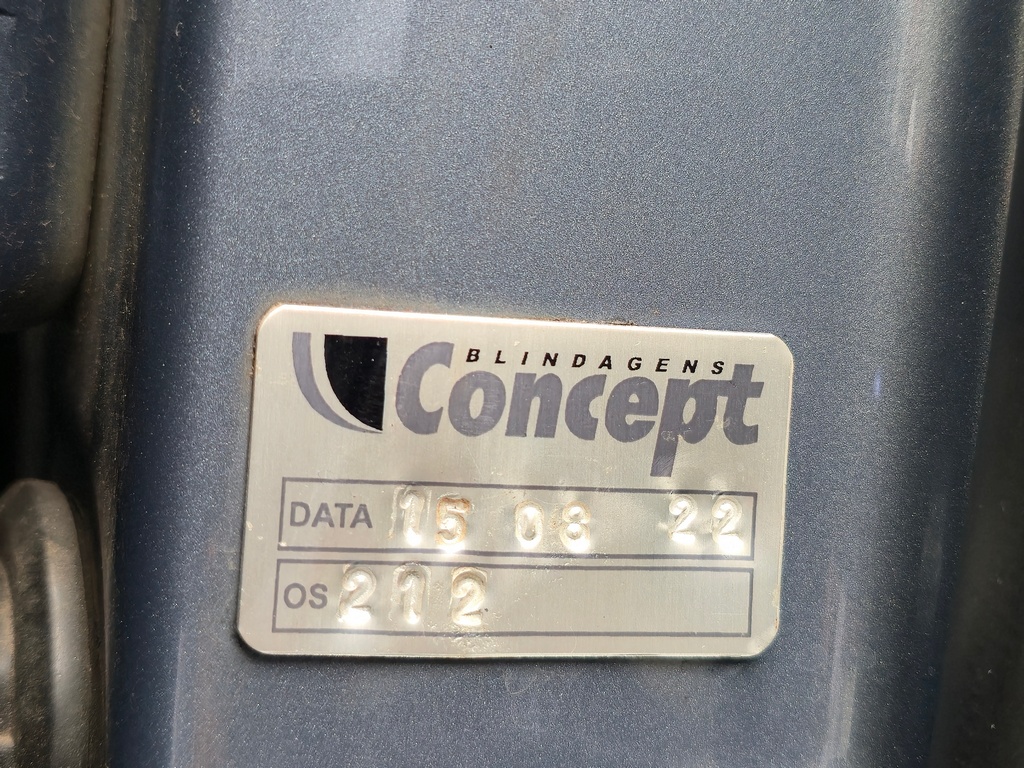 BLINDAGENS
Concept
DATA 15 08 22
OS 212